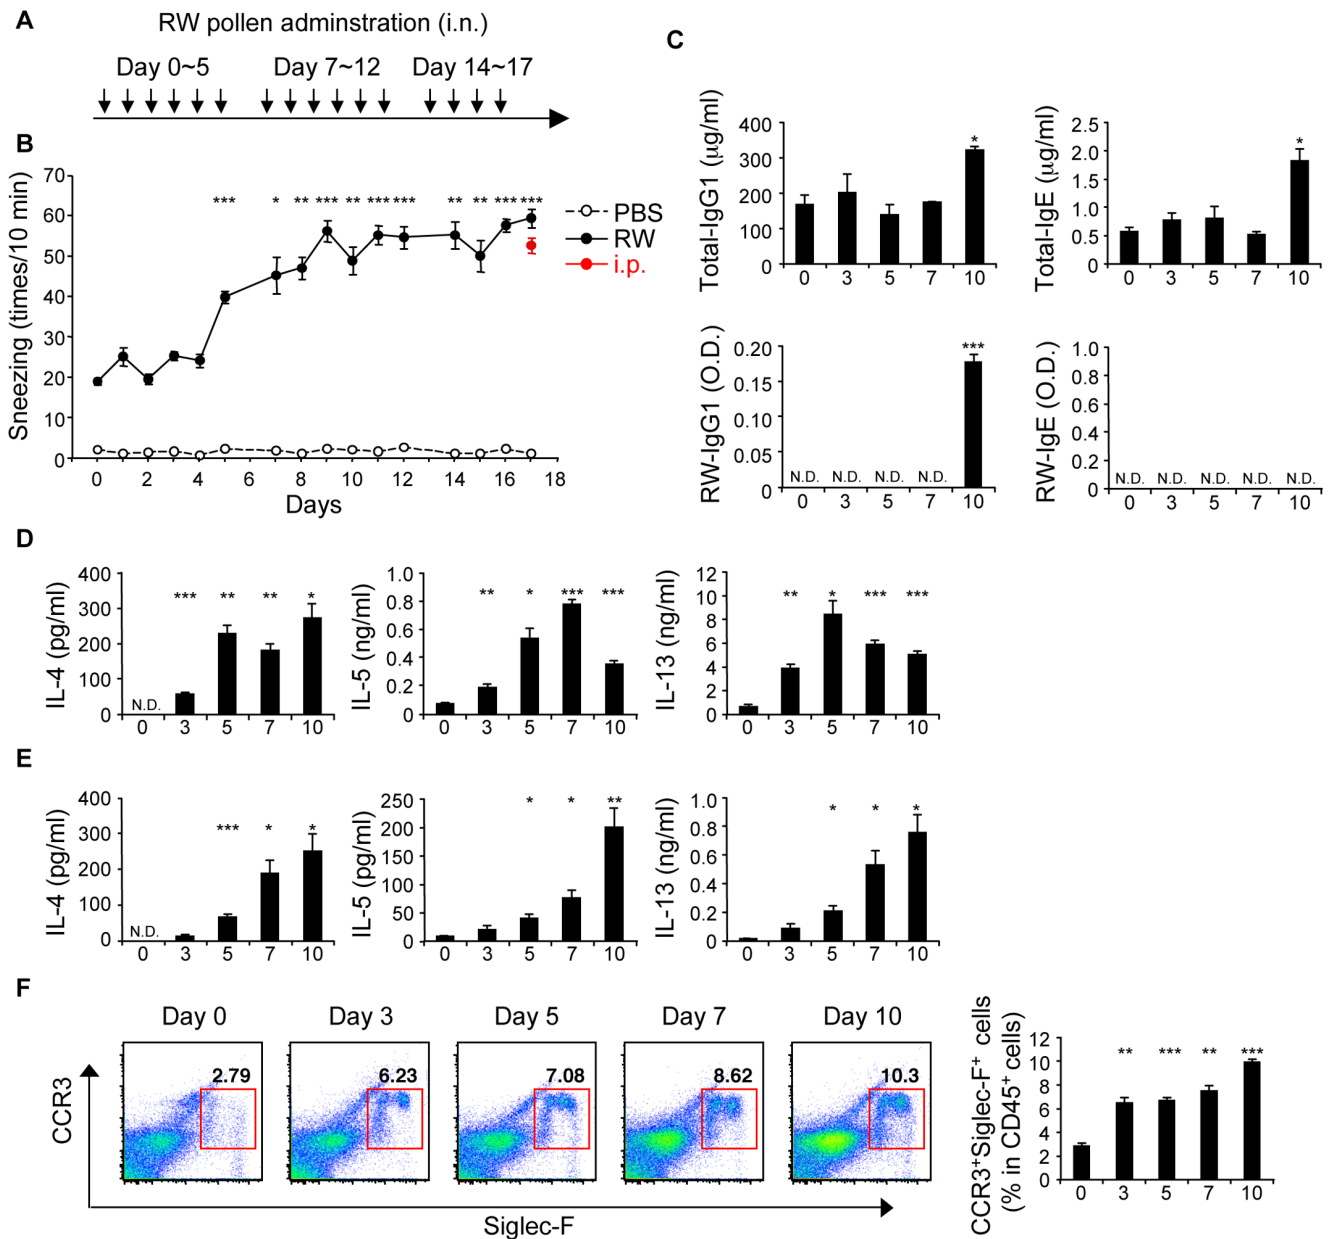 A
RW pollen adminstration (i.n.)
Day 0~5
Day 7~12
Day 14~17
B
Sneezing (times/10 min)
70
60
50
40
30
20
10
0
*** * ** *** ** *** *** ** ** *** ***
PBS
RW
i.p.
0 2 4 6 8 10 12 14 16 18
Days
C
Total-IgG1 (μg/ml)
400
300
200
100
0
*
0 3 5 7 10
Total-IgE (μg/ml)
2.5
2.0
1.5
1.0
0.5
0
*
0 3 5 7 10
RW-IgG1 (O.D.)
0.20
0.15
0.10
0.05
0
***
N.D. N.D. N.D. N.D.
0 3 5 7 10
RW-IgE (O.D.)
1.0
0.8
0.6
0.4
0.2
0
N.D. N.D. N.D. N.D. N.D.
0 3 5 7 10
D
IL-4 (pg/ml)
400
300
200
100
0
*** ** ** *
N.D.
0 3 5 7 10
IL-5 (ng/ml)
1.0
0.8
0.6
0.4
0.2
0
** * *** ***
0 3 5 7 10
IL-13 (ng/ml)
12
10
8
6
4
2
0
** * *** ***
0 3 5 7 10
E
IL-4 (pg/ml)
400
300
200
100
0
*** * *
N.D.
0 3 5 7 10
IL-5 (pg/ml)
250
200
150
100
50
0
* * **
0 3 5 7 10
IL-13 (ng/ml)
1.0
0.8
0.6
0.4
0.2
0
* * *
0 3 5 7 10
F
Day 0
Day 3
Day 5
Day 7
Day 10
2.79
6.23
7.08
8.62
10.3
CCR3
Siglec-F
CCR3+Siglec-F+ cells
(% in CD45+ cells)
12
10
8
6
4
2
0
** *** ** ***
0 3 5 7 10